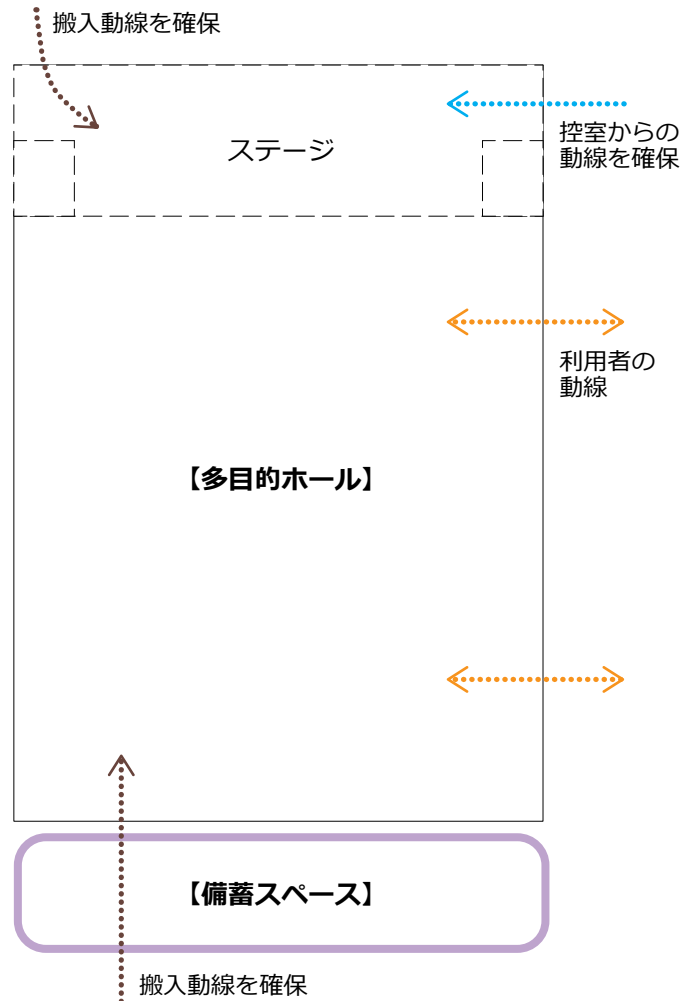 搬入動線を確保
ステージ
控室からの
動線を確保
利用者の
動線
【多目的ホール】
【備蓄スペース】
搬入動線を確保